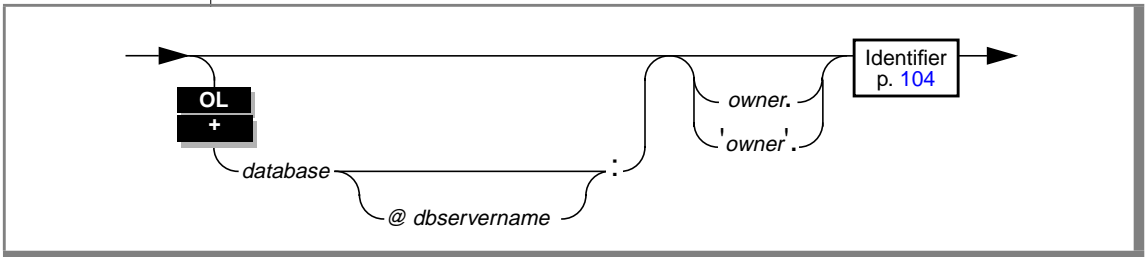 Identifier
p. 104
OL
+
owner.
'owner'.
database
:
@ dbservername